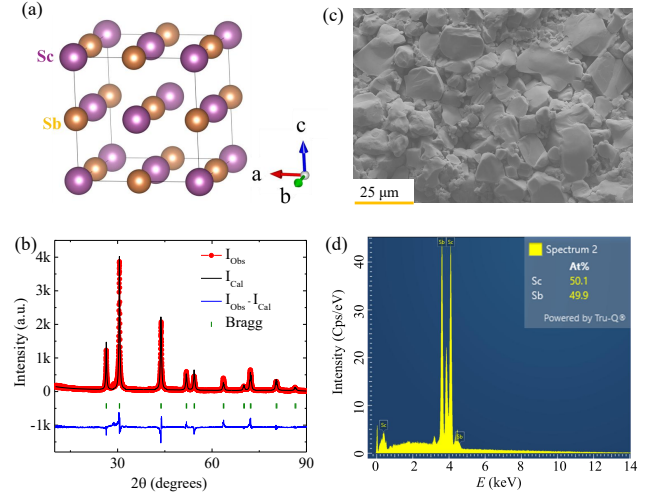 (a)
Sc
Sb
c
a
b
(c)
25 μm
(b)
I_Obs
I_Cal
I_Obs - I_Cal
Bragg
4k
3k
2k
1k
0
-1k
Intensity (a.u.)
30
60
90
2θ (degrees)
(d)
Spectrum 2
At%
Sc 50.1
Sb 49.9
Powered by Tru-Q®
Sb
Sc
Sc
Sb
40
30
20
10
0
Intensity (Cps/eV)
0 2 4 6 8 10 12 14
E (keV)